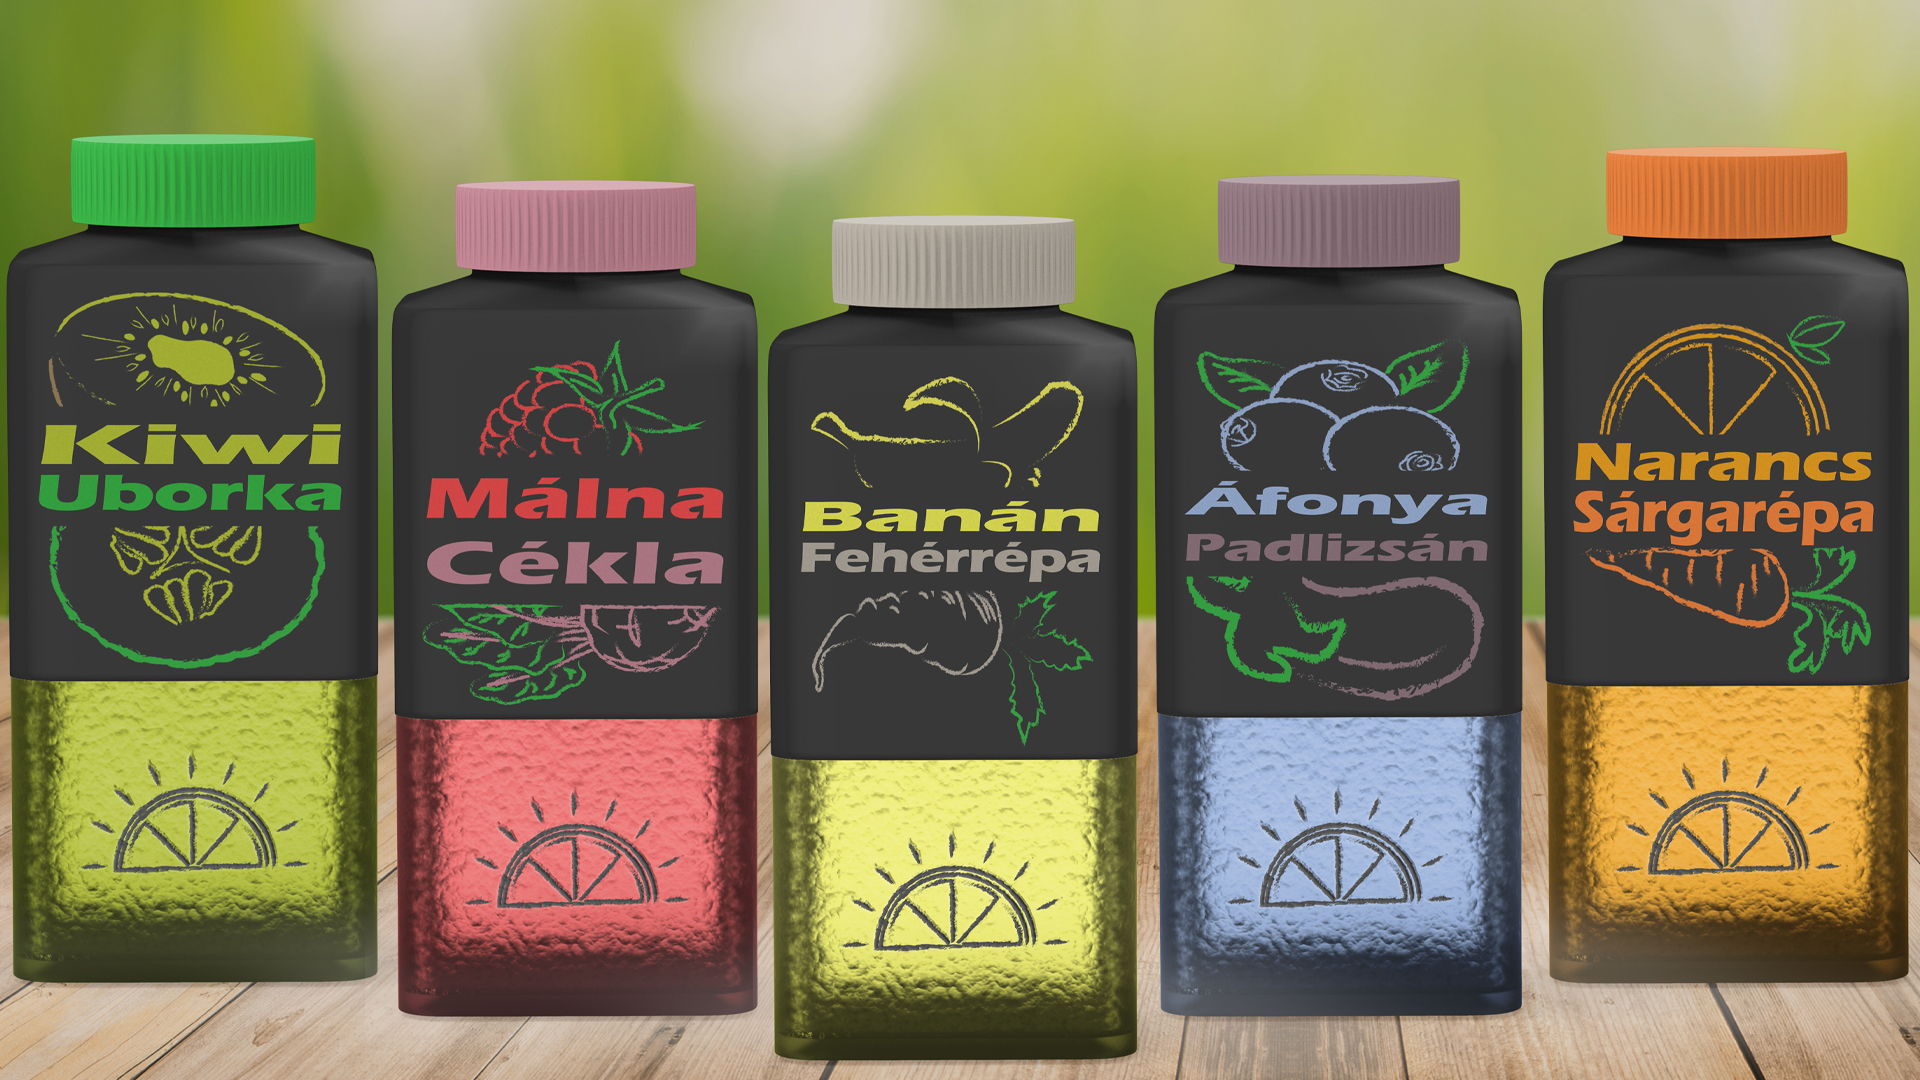 Kiwi
Uborka
Málna
Cékla
Banán
Fehérrépa
Áfonya
Padlizsán
Narancs
Sárgarépa